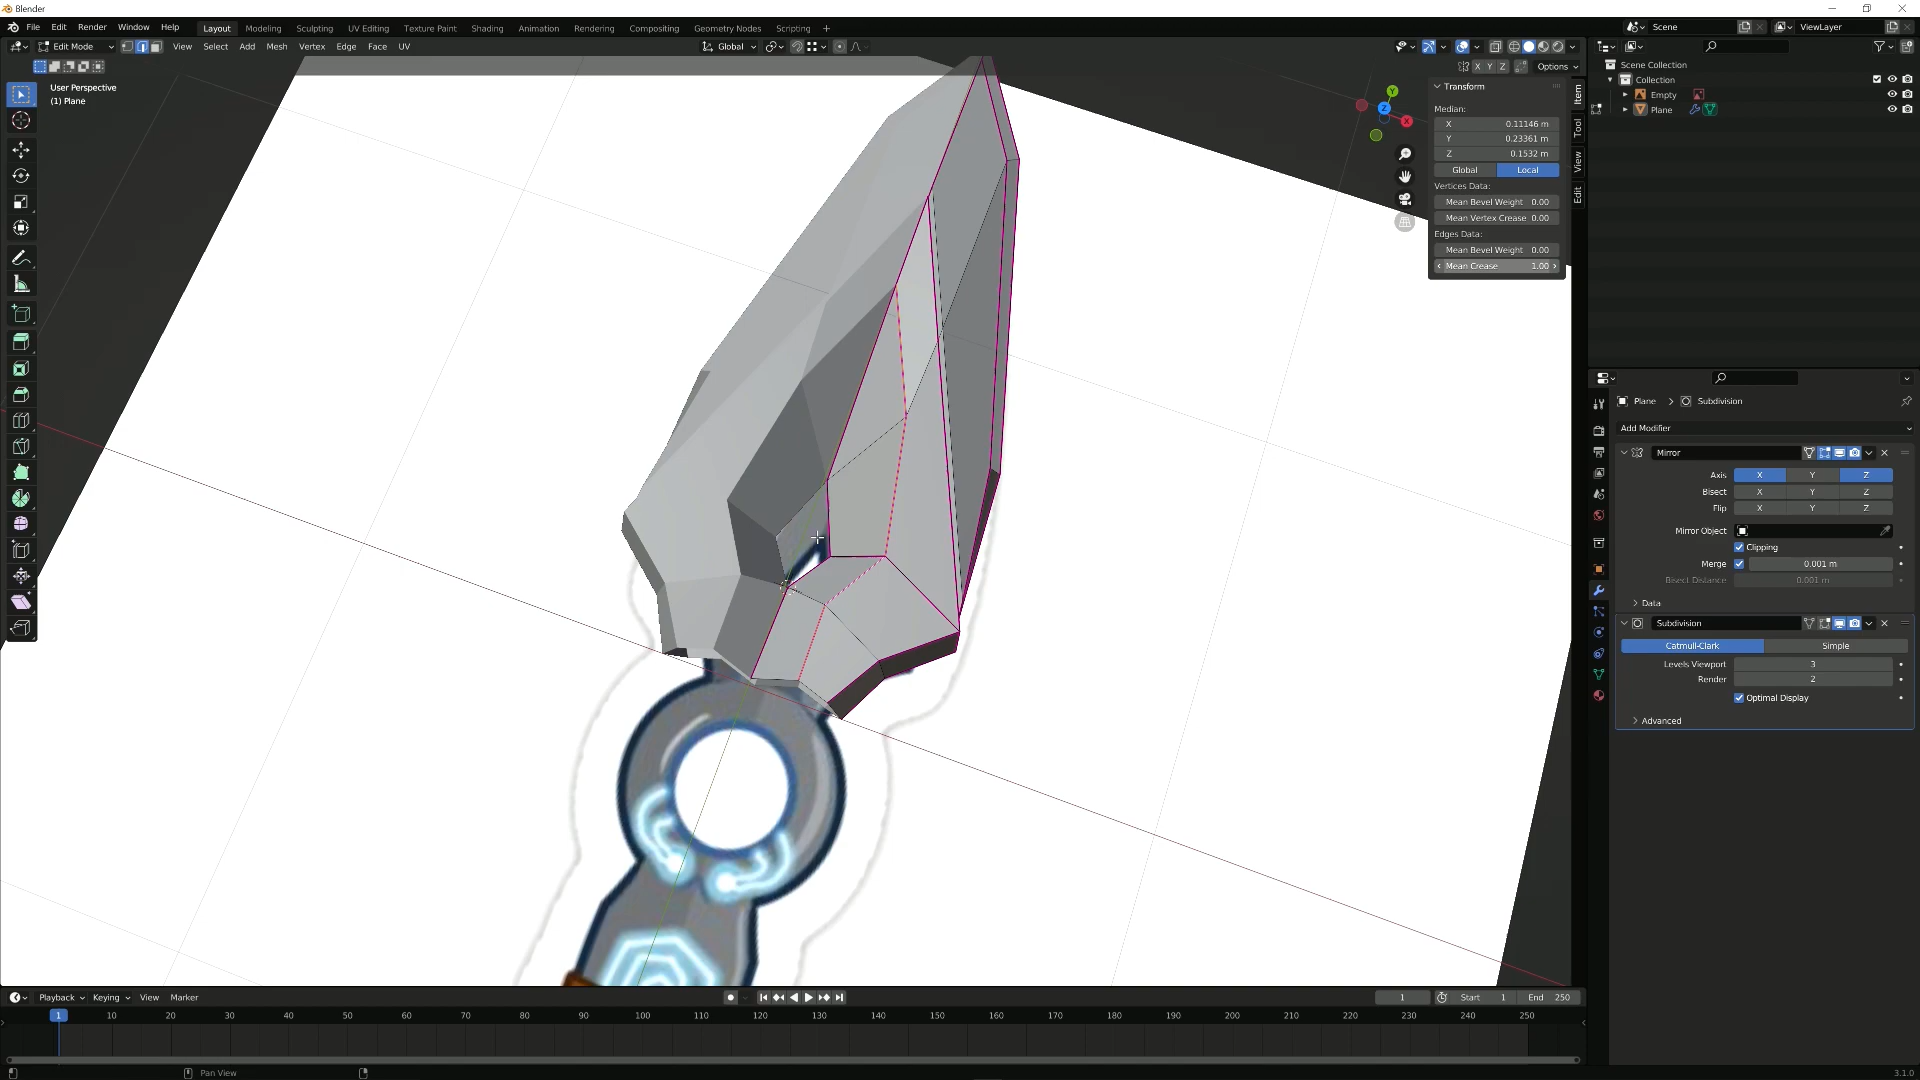 Blender
File Edit Render Window Help Layout Modeling Sculpting UV Editing Texture Paint Shading Animation Rendering Compositing Geometry Nodes Scripting + Scene ViewLayer
Edit Mode View Select Add Mesh Vertex Edge Face UV Global
X Y Z Options
User Perspective
(1) Plane
Transform
Median:
X 0.11146 m
Y 0.23361 m
Z 0.1532 m
Global Local
Vertices Data:
Mean Bevel Weight 0.00
Mean Vertex Crease 0.00
Edges Data:
Mean Bevel Weight 0.00
Mean Crease 1.00
Item
Tool
View
Edit
Y
Z
X
Scene Collection
Collection
Empty
Plane
Plane > Subdivision
Add Modifier
Mirror
Axis X Y Z
Bisect X Y Z
Flip X Y Z
Mirror Object
Clipping
Merge 0.001 m
Bisect Distance 0.001 m
Data
Subdivision
Catmull-Clark Simple
Levels Viewport 3
Render 2
Optimal Display
Advanced
Playback Keying View Marker 1 Start 1 End 250
1 10 20 30 40 50 60 70 80 90 100 110 120 130 140 150 160 170 180 190 200 210 220 230 240 250
Pan View 3.1.0